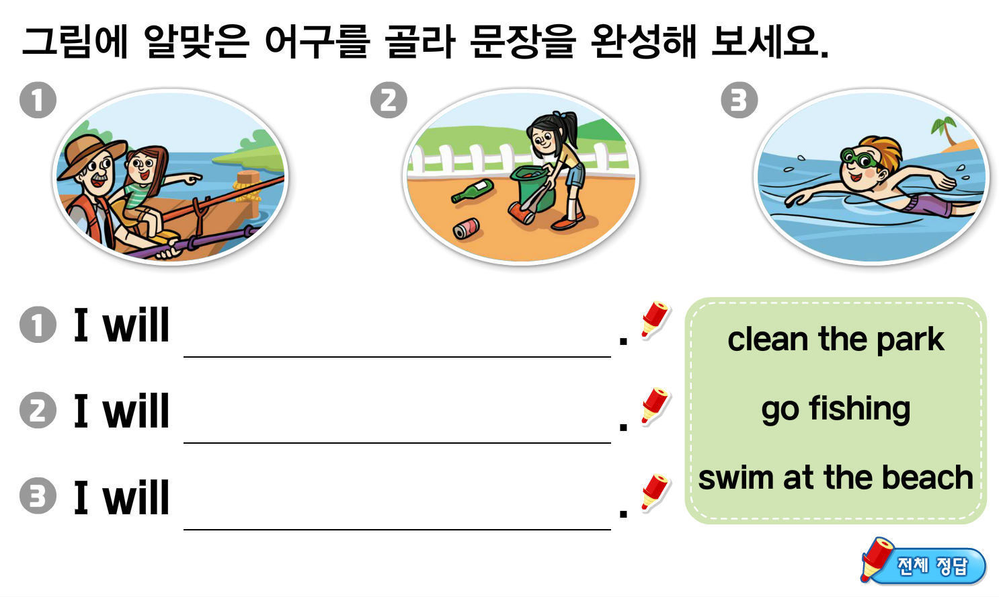 그림에 알맞은 어구를 골라 문장을 완성해 보세요.
1
2
3
1 I will .
2 I will .
3 I will .
clean the park
go fishing
swim at the beach
전체 정답